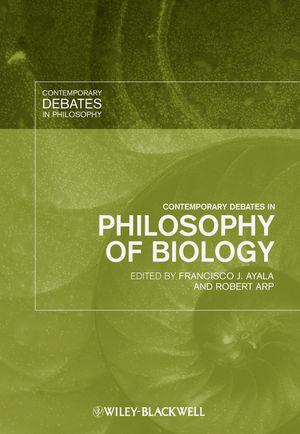 CONTEMPORARY
DEBATES
IN PHILOSOPHY
CONTEMPORARY DEBATES IN
PHILOSOPHY
OF BIOLOGY
EDITED BY FRANCISCO J. AYALA
AND ROBERT ARP
WILEY-BLACKWELL